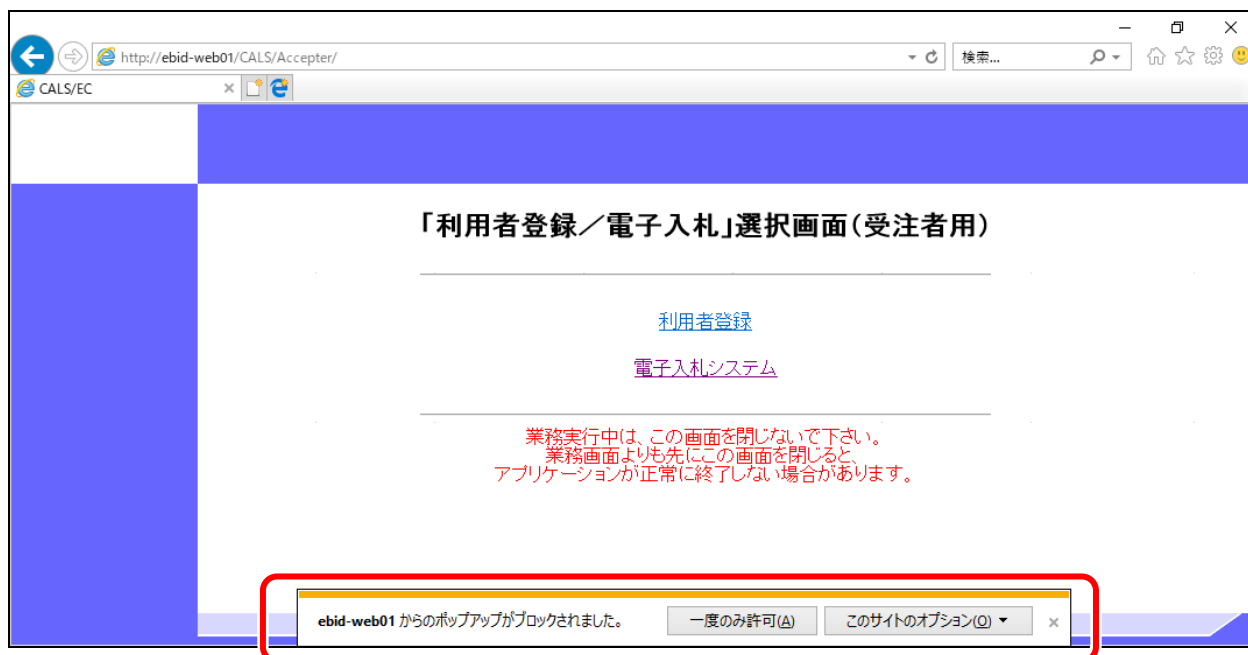 http://ebid-web01/CALS/Accepter/
検索...
CALS/EC
「利用者登録／電子入札」選択画面(受注者用)
利用者登録
電子入札システム
業務実行中は、この画面を閉じないで下さい。
業務画面よりも先にこの画面を閉じると、
アプリケーションが正常に終了しない場合があります。
ebid-web01 からのポップアップがブロックされました。 一度のみ許可(A) このサイトのオプション(O) ▼ ×